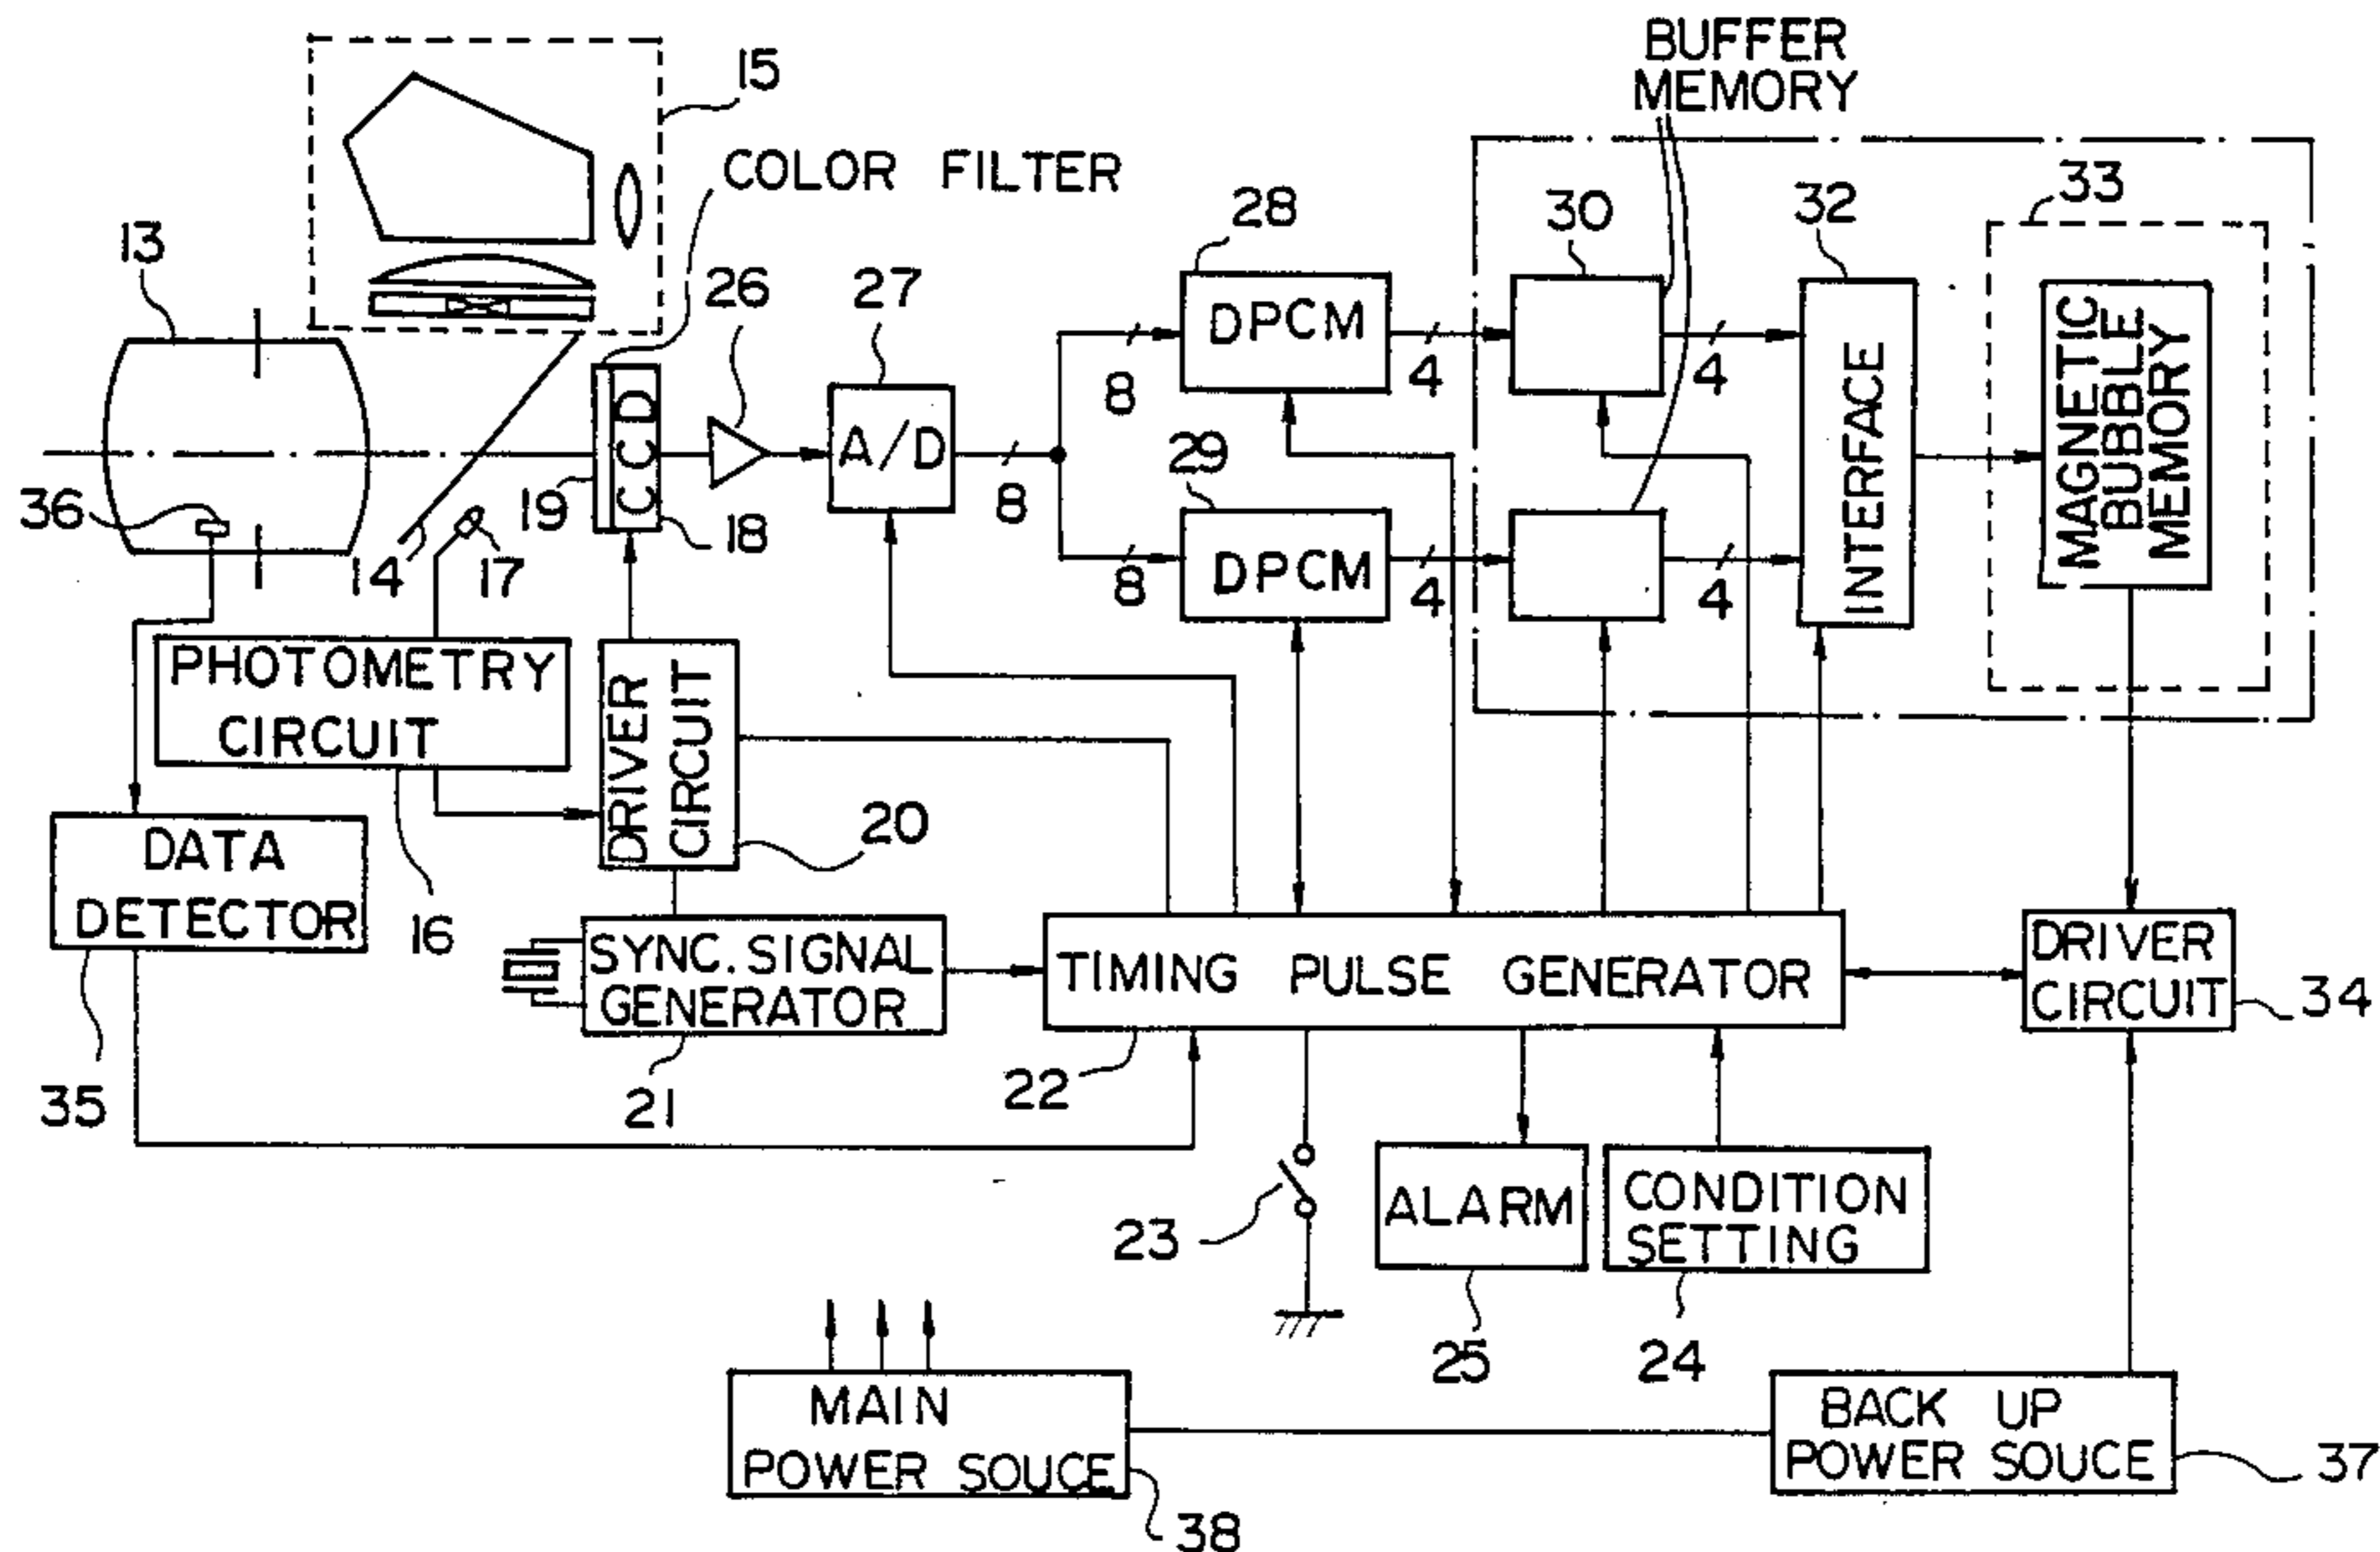 BUFFER
MEMORY
15
COLOR FILTER
33
13
28
30
32
26
27
DPCM
4
4
8
MAGNETIC
BUBBLE
MEMORY
INTERFACE
CCD
A/D
8
29
36
19
18
14
17
8
DPCM
4
4
PHOTOMETRY
CIRCUIT
DRIVER
CIRCUIT
20
DATA
DETECTOR
16
35
SYNC. SIGNAL
GENERATOR
21
TIMING PULSE GENERATOR
22
DRIVER
CIRCUIT
34
23
ALARM
25
CONDITION
SETTING
24
MAIN
POWER SOUCE
38
BACK UP
POWER SOUCE
37